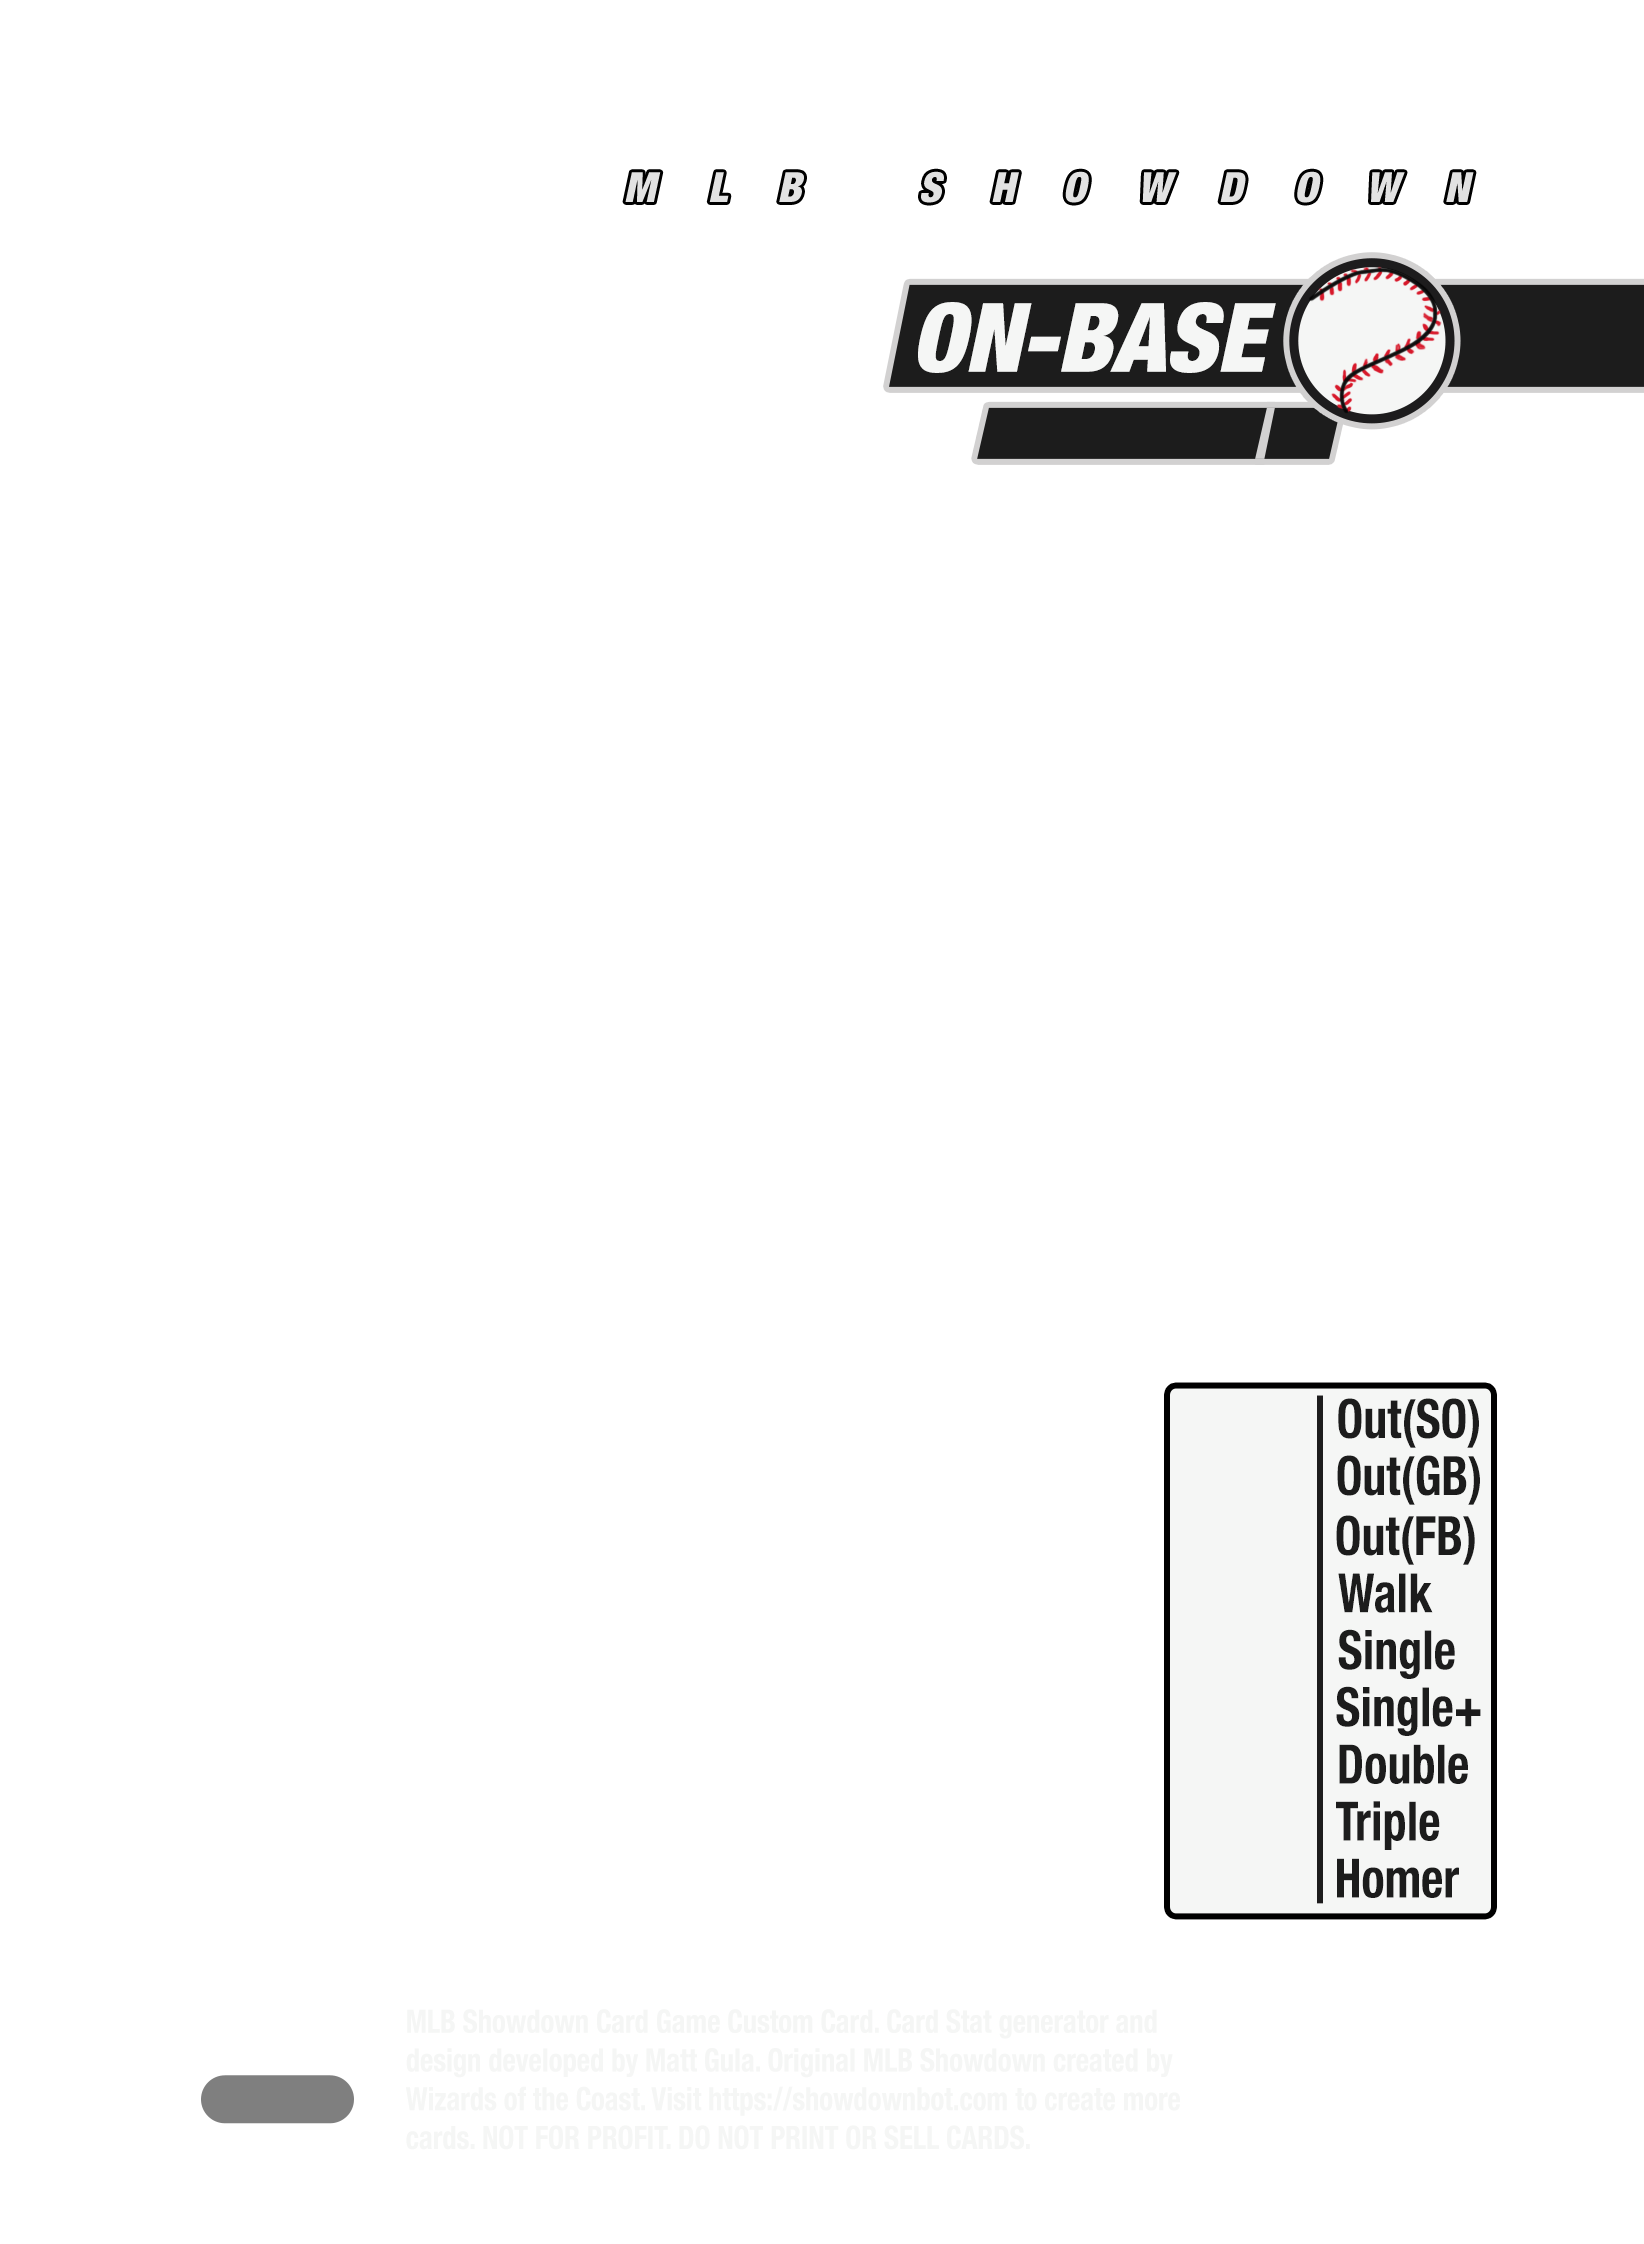 MLB SHOWDOWN
ON-BASE
Out(SO)
Out(GB)
Out(FB)
Walk
Single
Single+
Double
Triple
Homer
MLB Showdown Card Game Custom Card. Card Stat generator and
design developed by Matt Gula. Original MLB Showdown created by
Wizards of the Coast. Visit https://showdownbot.com to create more
cards. NOT FOR PROFIT. DO NOT PRINT OR SELL CARDS.